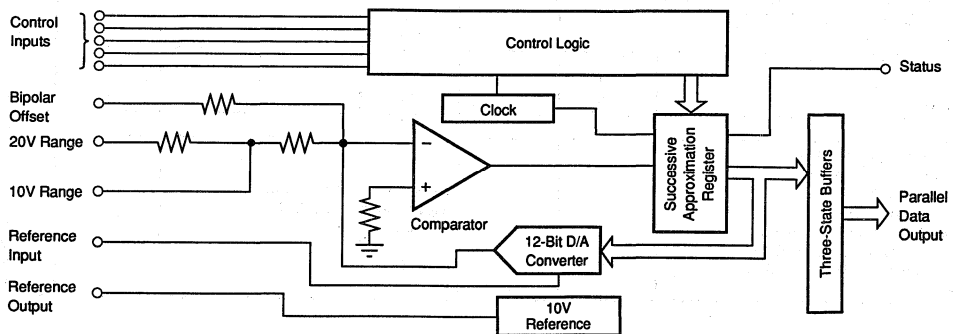 Control
Inputs
Control Logic
Clock
Status
Bipolar
Offset
20V Range
10V Range
−
+
Comparator
Successive
Approximation
Register
Three-State Buffers
Parallel
Data
Output
Reference
Input
12-Bit D/A
Converter
Reference
Output
10V
Reference